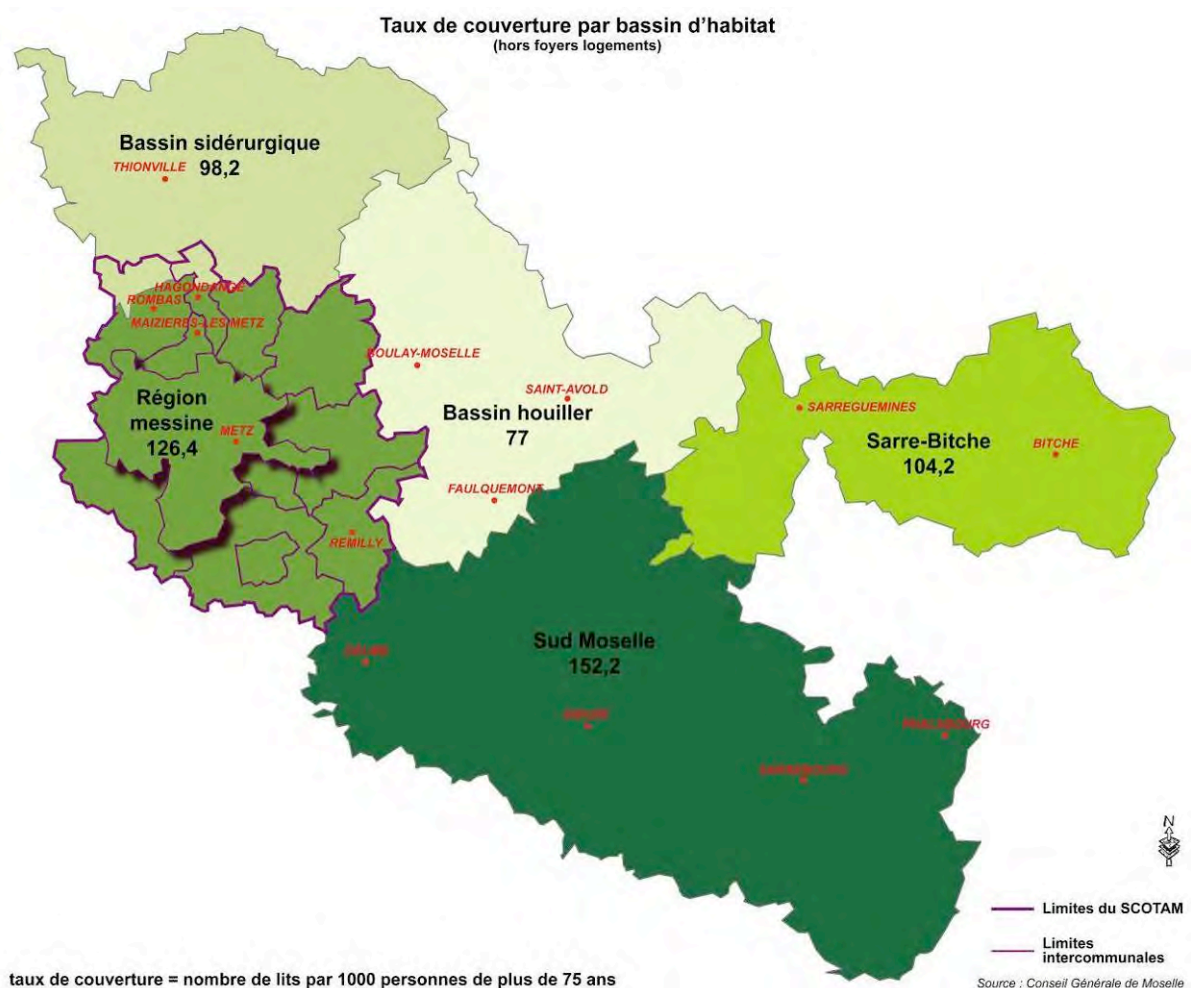 Taux de couverture par bassin d'habitat
(hors foyers logements)
Bassin sidérurgique
98,2
THIONVILLE
HAGONDANGE
ROMBAS
MAIZIERES-LES-METZ
BOULAY-MOSELLE
SAINT-AVOLD
Région
messine
126,4
METZ
Bassin houiller
77
SARREGUEMINES
Sarre-Bitche
104,2
BITCHE
FAULQUEMONT
REMILLY
Sud Moselle
152,2
DELME
DIEUZE
PHALSBOURG
SARREBOURG
N
Limites du SCOTAM
Limites
intercommunales
taux de couverture = nombre de lits par 1000 personnes de plus de 75 ans
Source : Conseil Générale de Moselle